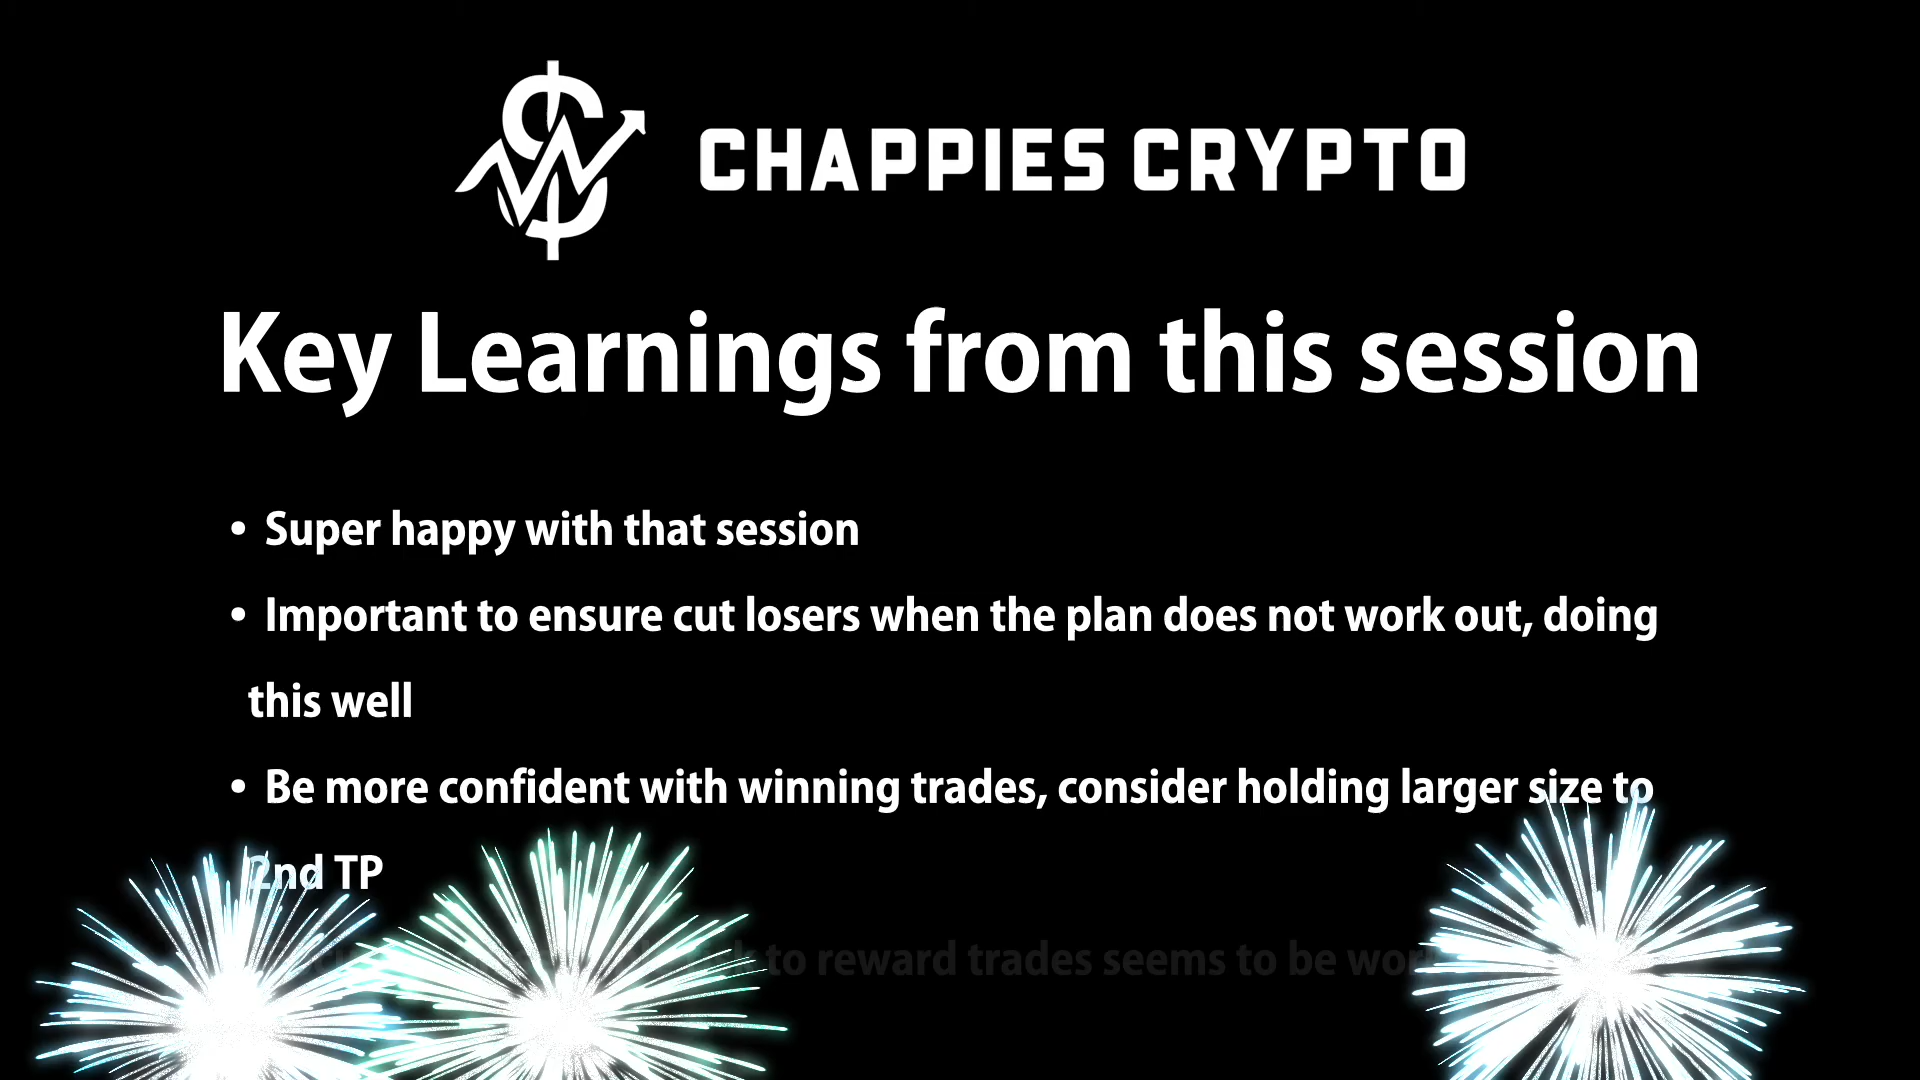 CHAPPIES CRYPTO
Key Learnings from this session
• Super happy with that session
• Important to ensure cut losers when the plan does not work out, doing
this well
• Be more confident with winning trades, consider holding larger size to
2nd TP
to reward trades seems to be